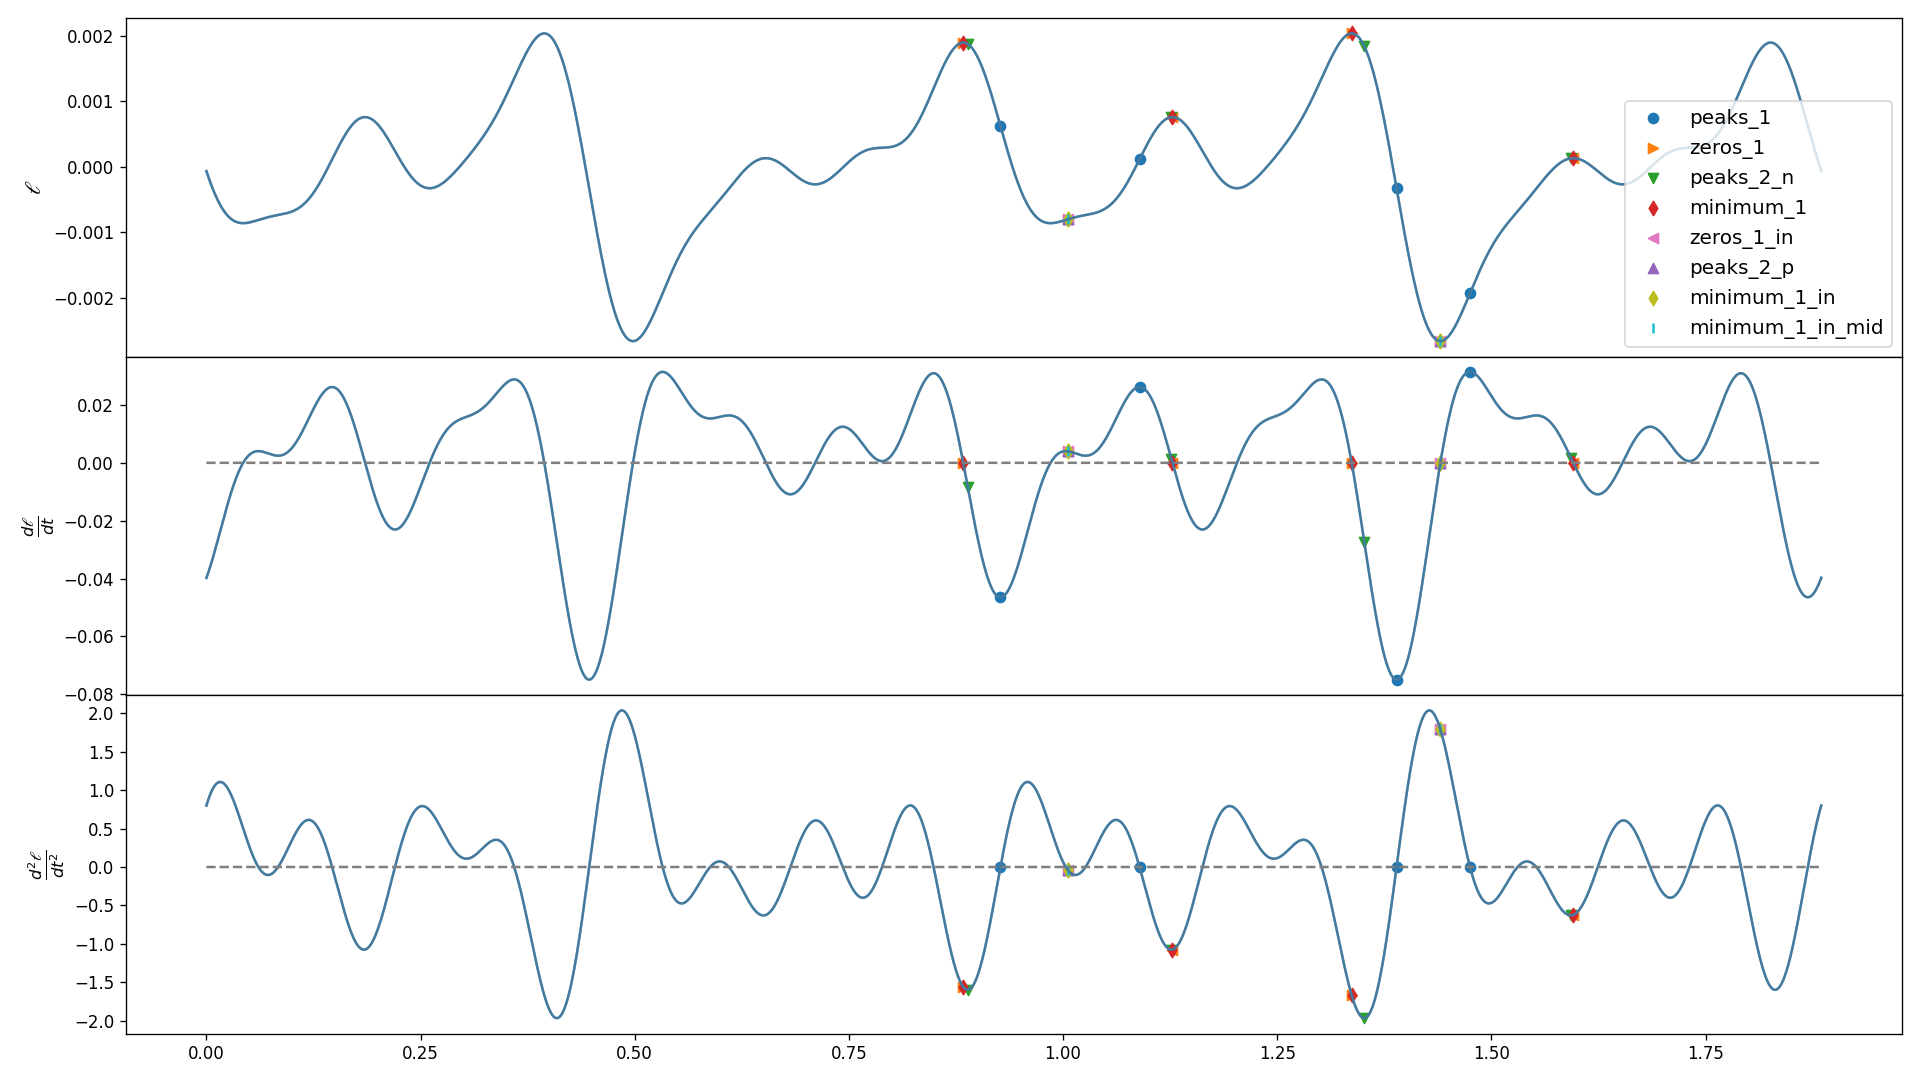 0.002
0.001
0.000
−0.001
−0.002
ℓ
peaks_1
zeros_1
peaks_2_n
minimum_1
zeros_1_in
peaks_2_p
minimum_1_in
minimum_1_in_mid
0.02
0.00
−0.02
−0.04
−0.06
−0.08
dℓ
dt
2.0
1.5
1.0
0.5
0.0
−0.5
−1.0
−1.5
−2.0
d²ℓ
dt²
0.00 0.25 0.50 0.75 1.00 1.25 1.50 1.75